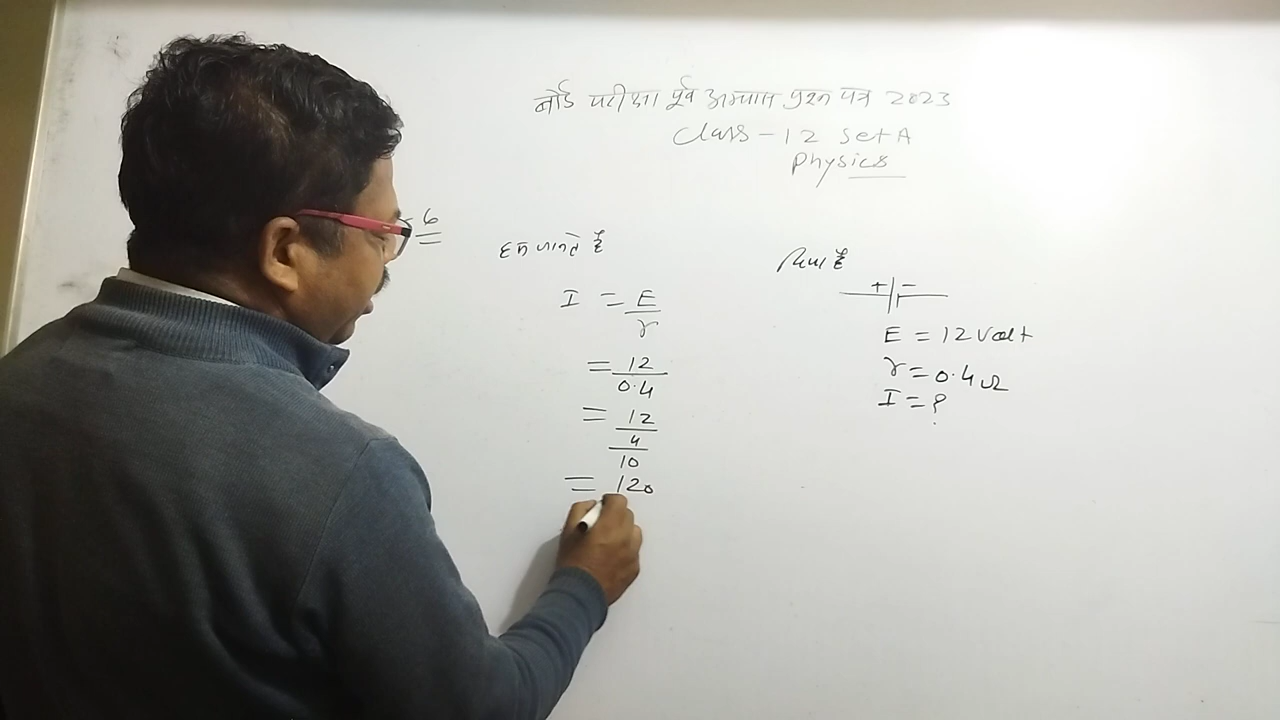 बोर्ड परीक्षा पूर्व अभ्यास प्रश्न पत्र 2023
Class - 12 Set A
Physics
6
हम जानते है
I = E
r
= 12
0.4
= 12
4
10
= 120
दिया है
+ -
E = 12 Volt
r = 0.4 Ω
I = ?